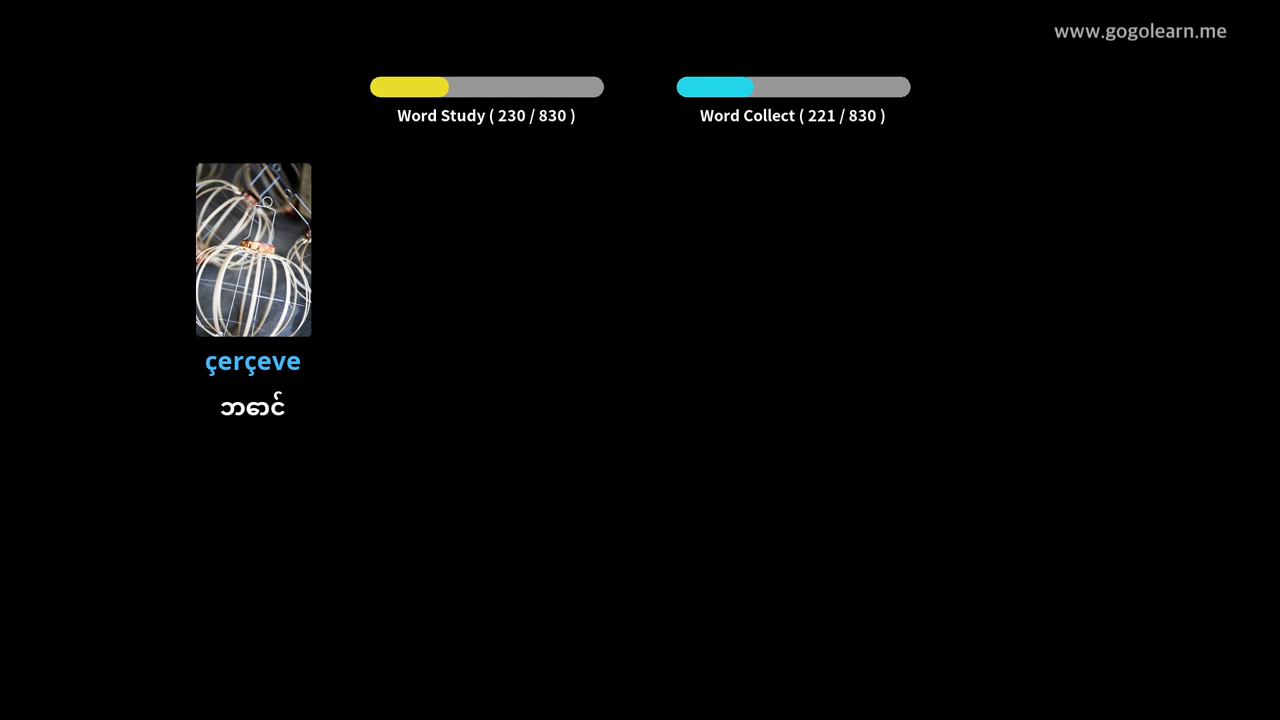 www.gogolearn.me
Word Study ( 230 / 830 )
Word Collect ( 221 / 830 )
çerçeve
ဘောင်